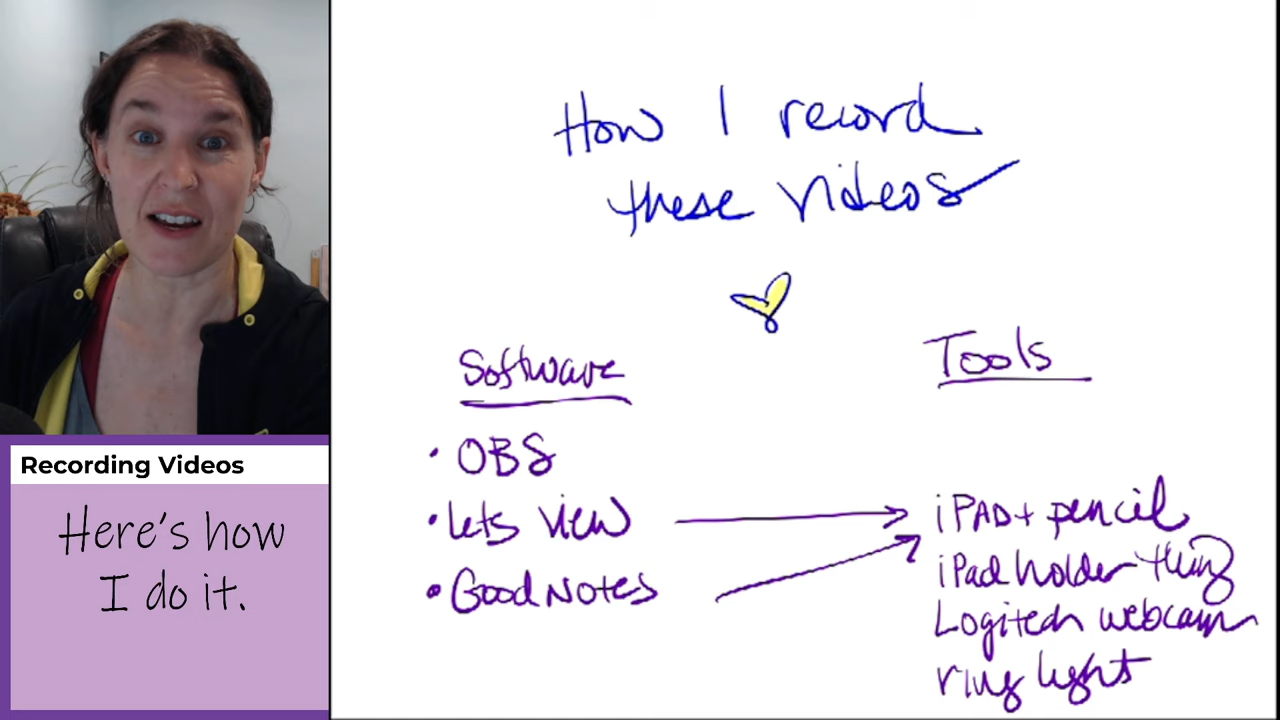 How I record
these videos
Software
• OBS
• Lets View
• GoodNotes
Tools
iPAD + pencil
iPad holder thing
Logitech webcam
ring light
Recording Videos
Here's how
I do it.